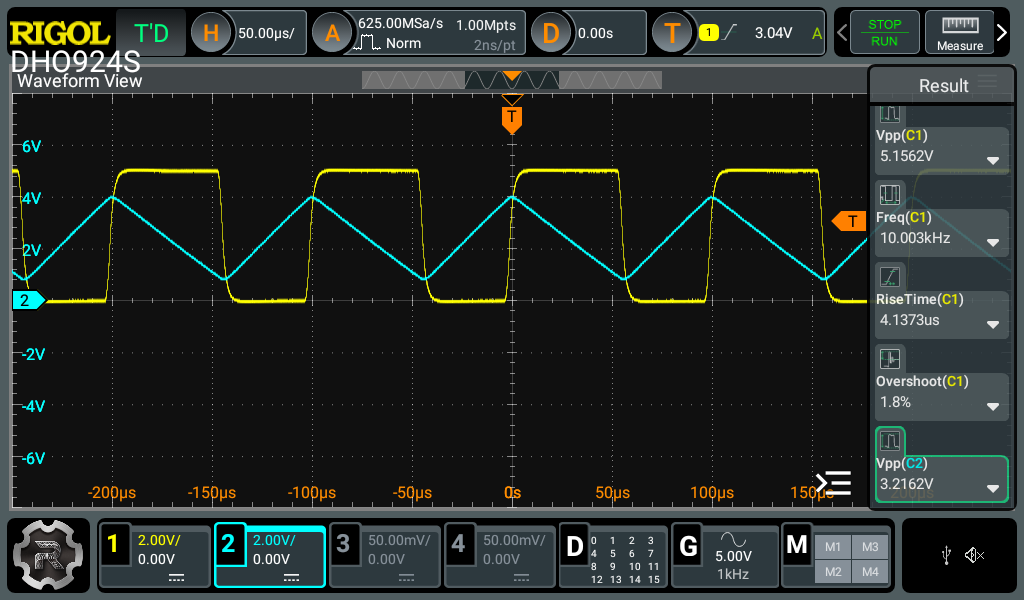 RIGOL T'D H 50.00µs/ A 625.00MSa/s 1.00Mpts D 0.00s T 1 3.04V A STOP
Norm 2ns/pt RUN Measure
DHO924S
Waveform View
Result
T
6V
Vpp(C1)
5.1562V
4V
T
Freq(C1)
10.003kHz
2V
2
RiseTime(C1)
4.1373us
-2V
Overshoot(C1)
1.8%
-4V
-6V
Vpp(C2)
3.2162V
-200µs -150µs -100µs -50µs 0s 50µs 100µs 150µs 200µs
1 2.00V/ 2 2.00V/ 3 50.00mV/ 4 50.00mV/ D 0 1 2 3 G 5.00V M M1 M3
0.00V 0.00V 0.00V 0.00V 4 5 6 7 1kHz M2 M4
8 9 10 11
12 13 14 15
R